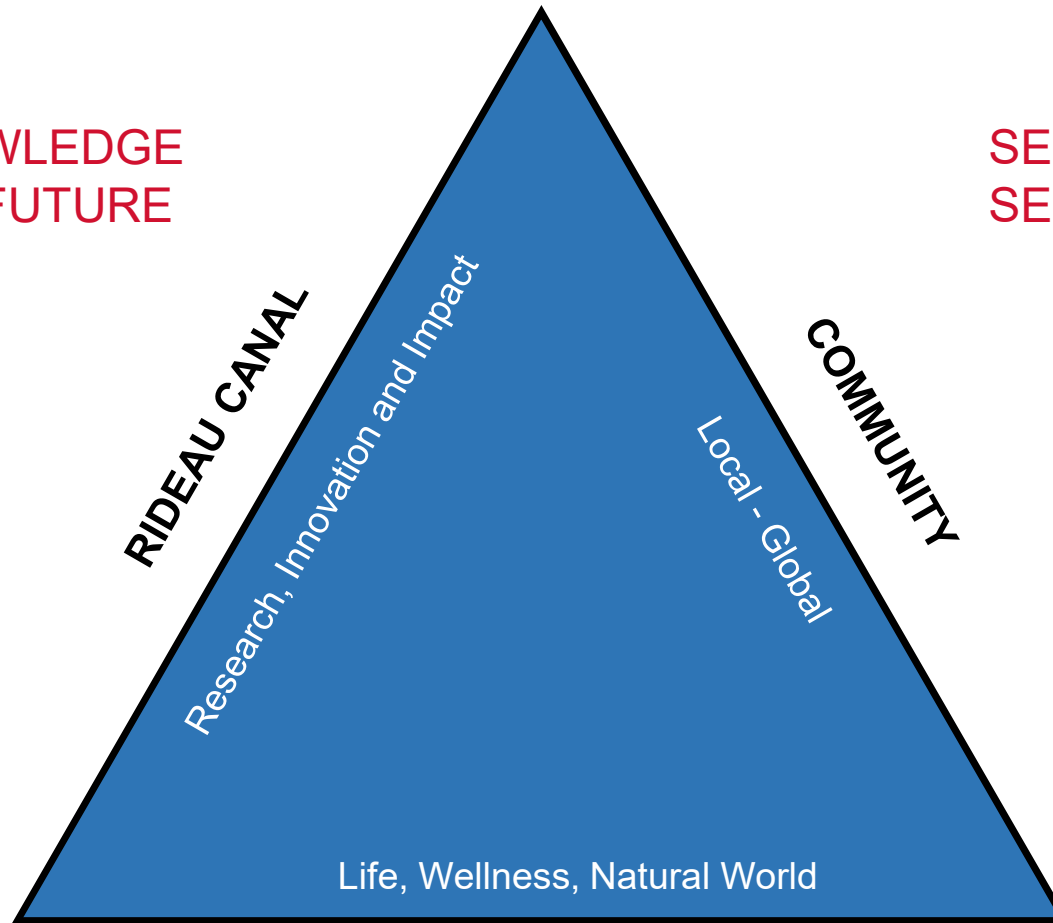 WLEDGE
FUTURE
SE
SE
RIDEAU CANAL
Research, Innovation and Impact
COMMUNITY
Local - Global
Life, Wellness, Natural World